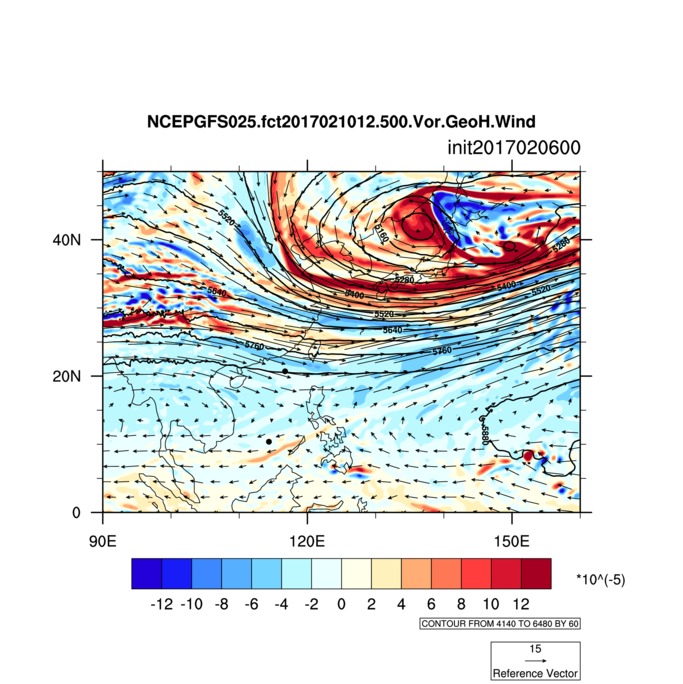 NCEPGFS025.fct2017021012.500.Vor.GeoH.Wind
init2017020600
40N
20N
0
90E
120E
150E
5520
5160
5280
5280
5640
5400
5400
5520
5520
5640
5760
5760
5880
-12 -10 -8 -6 -4 -2 0 2 4 6 8 10 12
*10^(-5)
CONTOUR FROM 4140 TO 6480 BY 60
15
Reference Vector